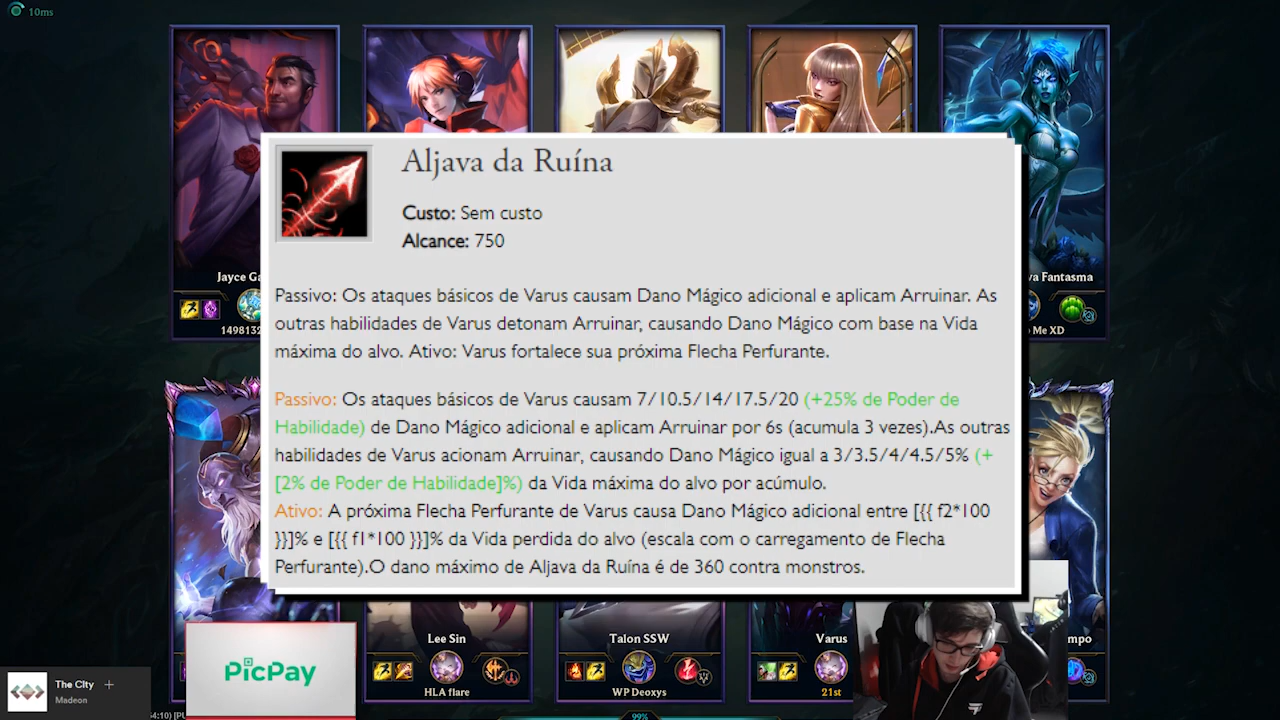 10ms
Aljava da Ruína
Custo: Sem custo
Alcance: 750
Passivo: Os ataques básicos de Varus causam Dano Mágico adicional e aplicam Arruinar. As
outras habilidades de Varus detonam Arruinar, causando Dano Mágico com base na Vida
máxima do alvo. Ativo: Varus fortalece sua próxima Flecha Perfurante.
Passivo: Os ataques básicos de Varus causam 7/10.5/14/17.5/20 (+25% de Poder de
Habilidade) de Dano Mágico adicional e aplicam Arruinar por 6s (acumula 3 vezes).As outras
habilidades de Varus acionam Arruinar, causando Dano Mágico igual a 3/3.5/4/4.5/5% (+
[2% de Poder de Habilidade]%) da Vida máxima do alvo por acúmulo.
Ativo: A próxima Flecha Perfurante de Varus causa Dano Mágico adicional entre [{{ f2*100
}}]% e [{{ f1*100 }}]% da Vida perdida do alvo (escala com o carregamento de Flecha
Perfurante).O dano máximo de Aljava da Ruína é de 360 contra monstros.
Jayce Ga
va Fantasma
1498132
Me XD
Lee Sin
Talon SSW
Varus
mpo
HLA flare
WP Deoxys
21st
PicPay
The City +
Madeon
99%